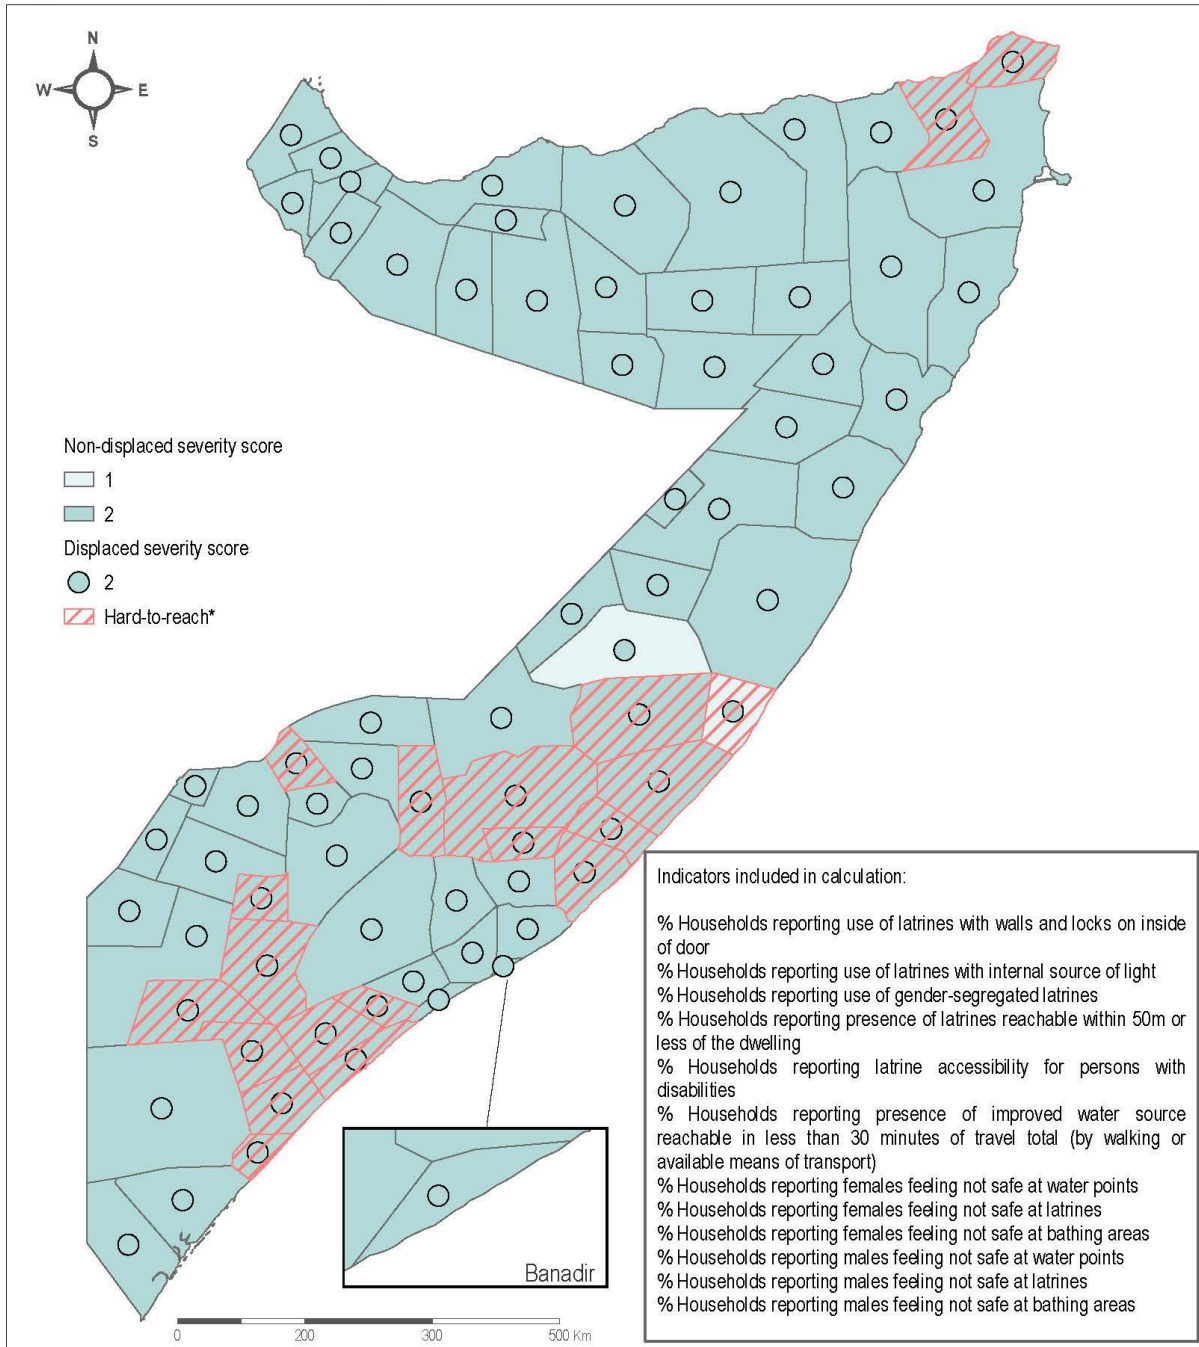 N
W E
S
Non-displaced severity score
1
2
Displaced severity score
2
Hard-to-reach*
Indicators included in calculation:
% Households reporting use of latrines with walls and locks on inside
of door
% Households reporting use of latrines with internal source of light
% Households reporting use of gender-segregated latrines
% Households reporting presence of latrines reachable within 50m or
less of the dwelling
% Households reporting latrine accessibility for persons with
disabilities
% Households reporting presence of improved water source
reachable in less than 30 minutes of travel total (by walking or
available means of transport)
% Households reporting females feeling not safe at water points
% Households reporting females feeling not safe at latrines
% Households reporting females feeling not safe at bathing areas
% Households reporting males feeling not safe at water points
% Households reporting males feeling not safe at latrines
% Households reporting males feeling not safe at bathing areas
Banadir
0 200 300 500 Km